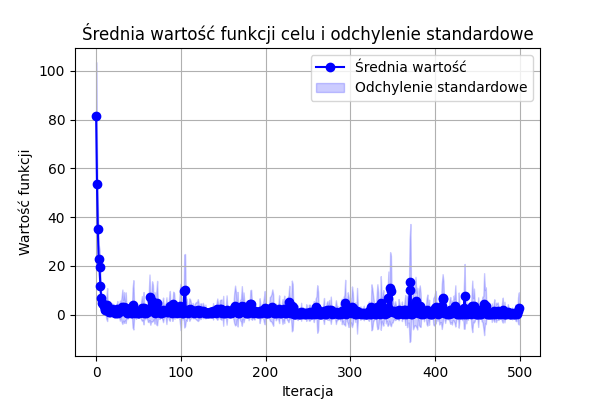 Średnia wartość funkcji celu i odchylenie standardowe
Średnia wartość
Odchylenie standardowe
Wartość funkcji
100
80
60
40
20
0
0 100 200 300 400 500
Iteracja